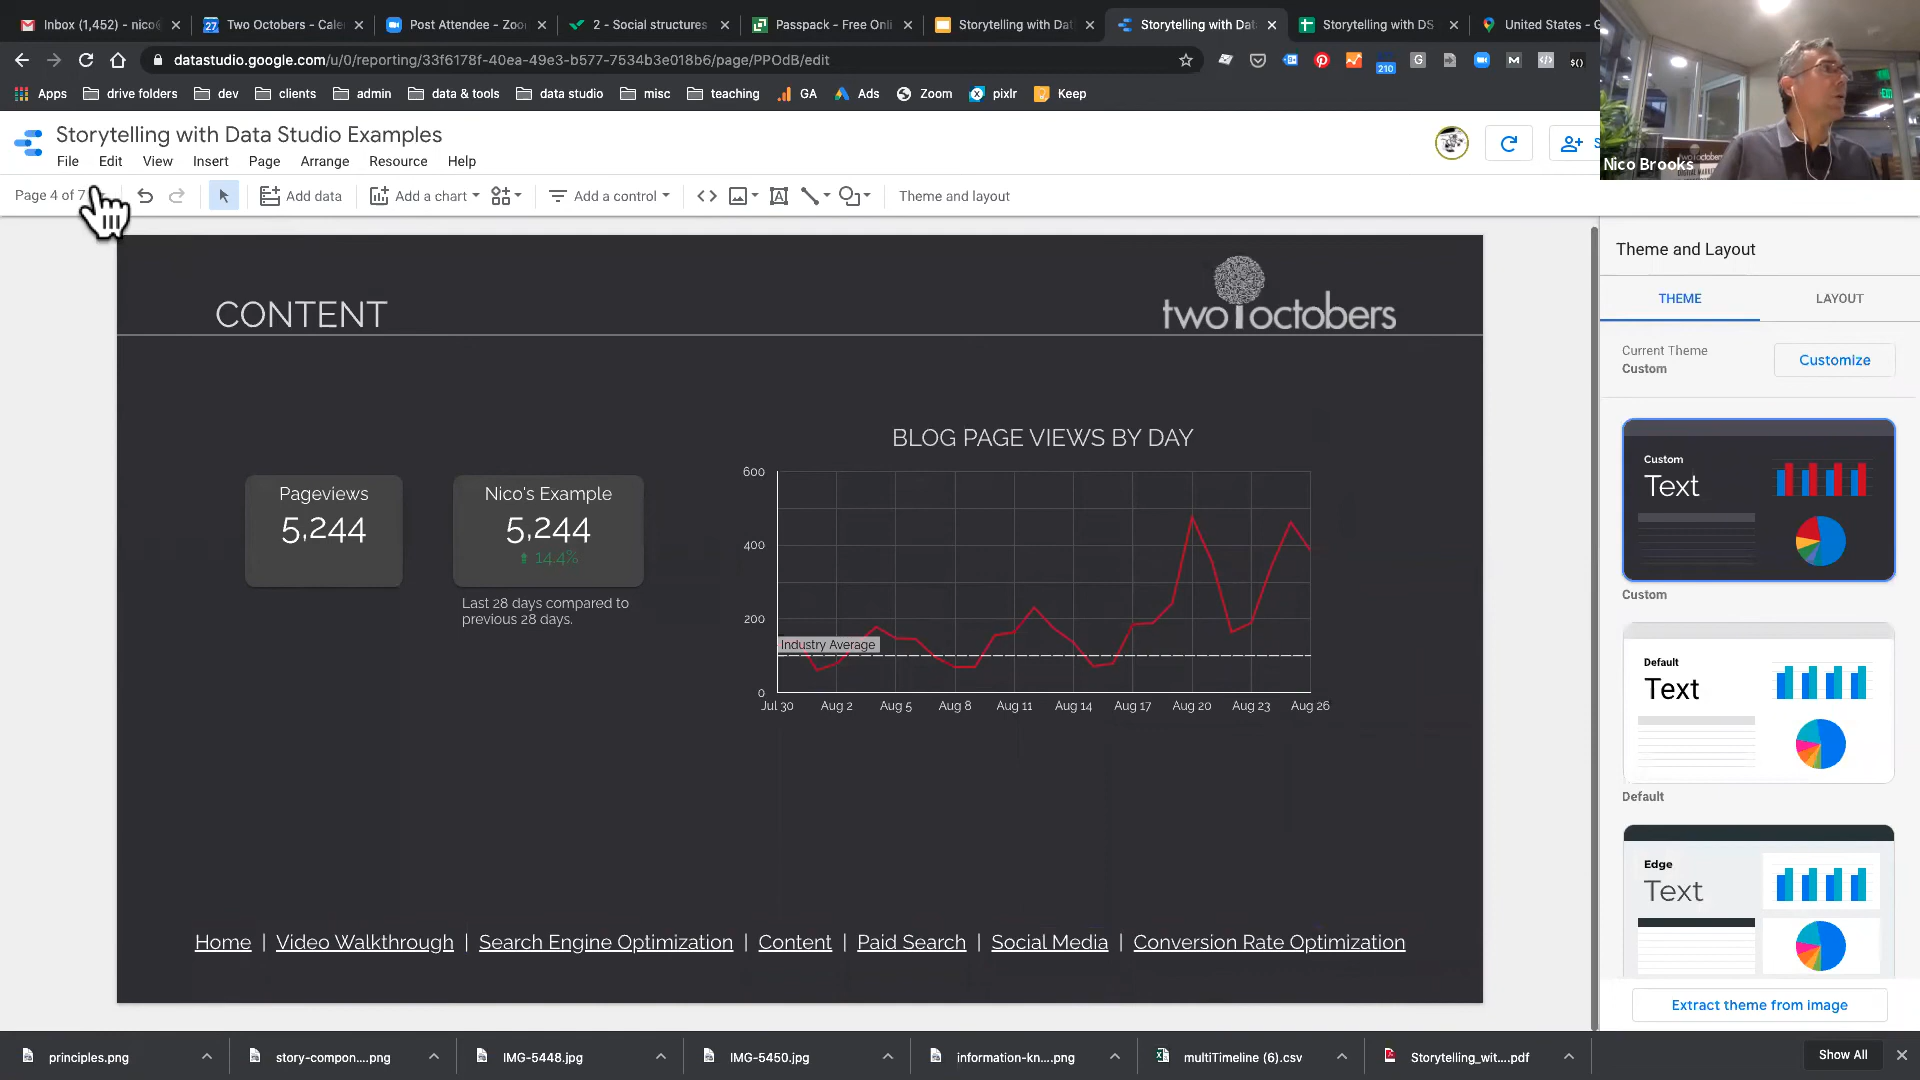 Inbox (1,452) - nico@
Two Octobers - Cale
Post Attendee - Zoo
2 - Social structures
Passpack - Free Onli
Storytelling with Dat
Storytelling with Dat
Storytelling with DS
United States - G
datastudio.google.com/u/0/reporting/33f6178f-40ea-49e3-b577-7534b3e018b6/page/PPOdB/edit
210
Apps
drive folders
dev
clients
admin
data & tools
data studio
misc
teaching
GA
Ads
Zoom
pixlr
Keep
Storytelling with Data Studio Examples
File Edit View Insert Page Arrange Resource Help
Nico Brooks
Page 4 of 7
Add data
Add a chart
Add a control
Theme and layout
CONTENT
two octobers
BLOG PAGE VIEWS BY DAY
Pageviews
5,244
Nico's Example
5,244
14.4%
Last 28 days compared to
previous 28 days.
600
400
200
0
Industry Average
Jul 30 Aug 2 Aug 5 Aug 8 Aug 11 Aug 14 Aug 17 Aug 20 Aug 23 Aug 26
Home | Video Walkthrough | Search Engine Optimization | Content | Paid Search | Social Media | Conversion Rate Optimization
Theme and Layout
THEME
LAYOUT
Current Theme
Custom
Customize
Custom
Text
Custom
Default
Text
Default
Edge
Text
Extract theme from image
principles.png
story-compon....png
IMG-5448.jpg
IMG-5450.jpg
information-kn....png
multiTimeline (6).csv
Storytelling_wit....pdf
Show All